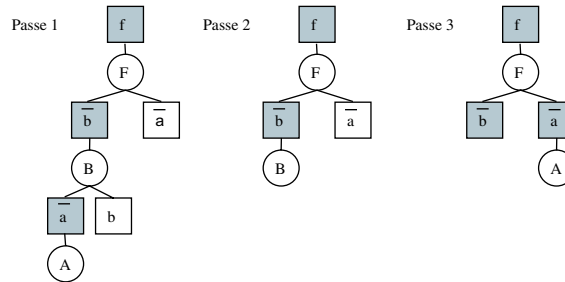 Passe 1 f Passe 2 f Passe 3 f
F F F
b̅ a̅ b̅ a̅ b̅ a̅
B B A
a̅ b
A